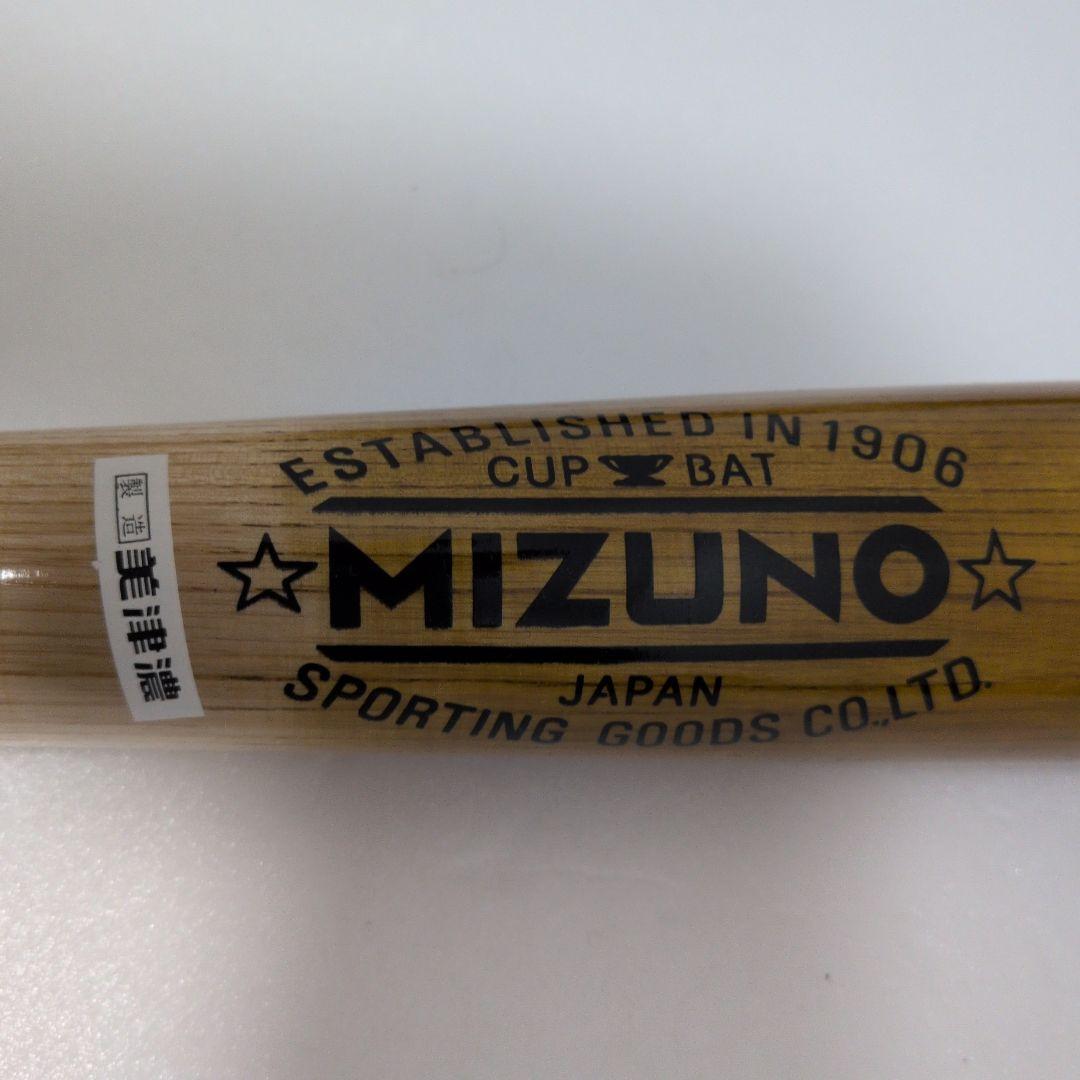 ESTABLISHED IN 1906
CUP BAT
MIZUNO
JAPAN
SPORTING GOODS CO.,LTD.
製造 美津濃